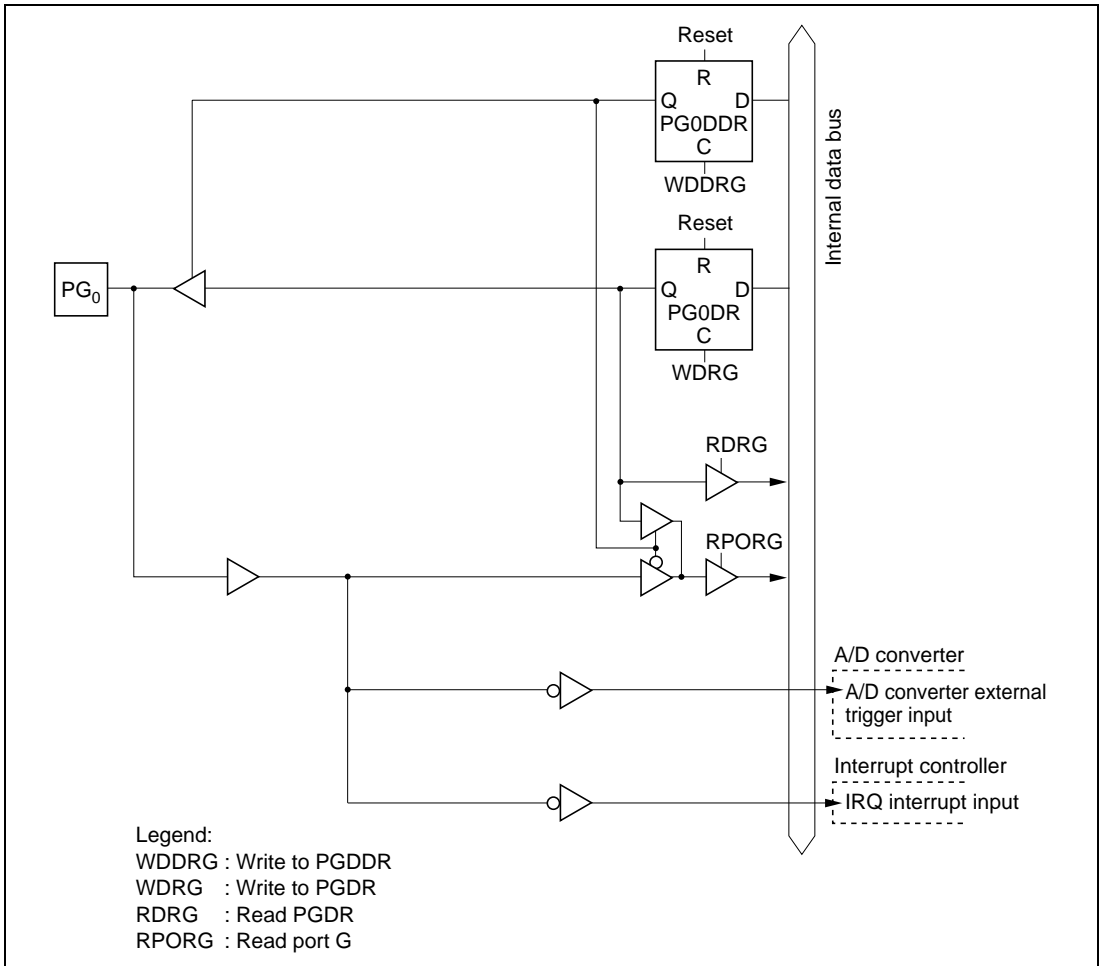 Reset
R
Q D
PG0DDR
C
WDDRG
Internal data bus
Reset
R
PG0
Q D
PG0DR
C
WDRG
RDRG
RPORG
A/D converter
A/D converter external
trigger input
Interrupt controller
IRQ interrupt input
Legend:
WDDRG : Write to PGDDR
WDRG : Write to PGDR
RDRG : Read PGDR
RPORG : Read port G